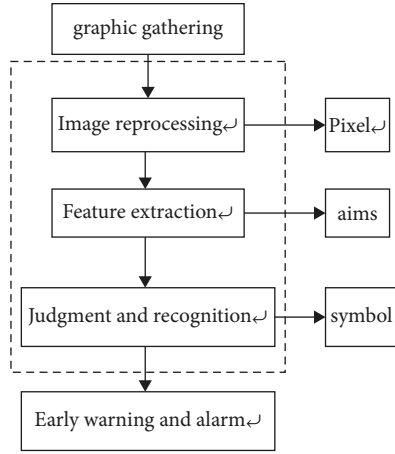 graphic gathering
Image reprocessing↵
Pixel↵
Feature extraction↵
aims
Judgment and recognition↵
symbol
Early warning and alarm↵